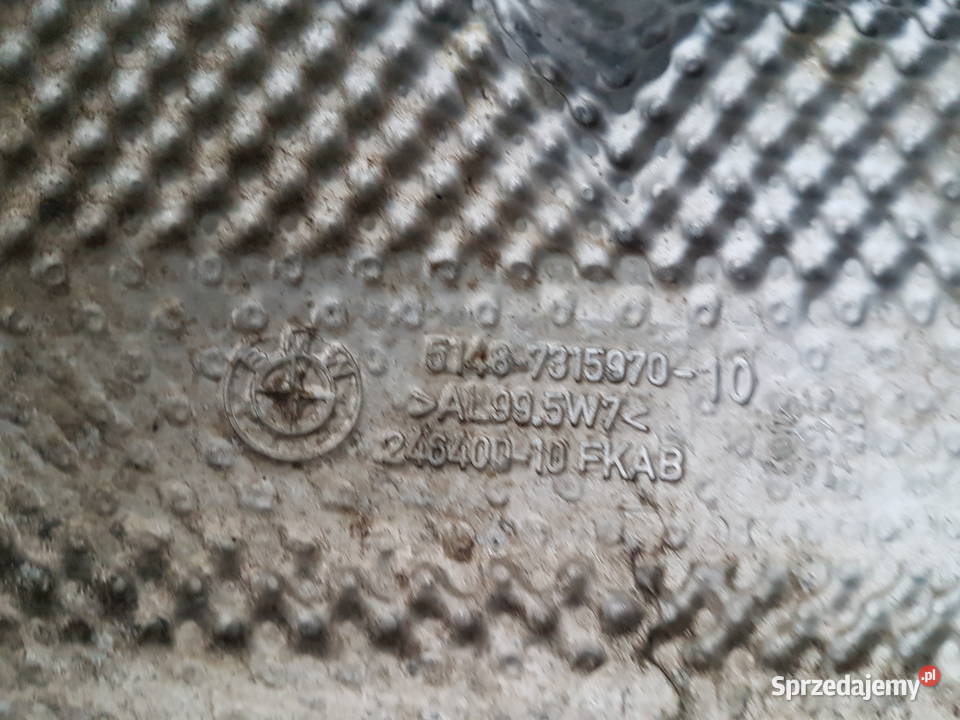 BMW
5148-7315970-10
>AL99.5W7<
246400-10 FKAB
Sprzedajemy.pl